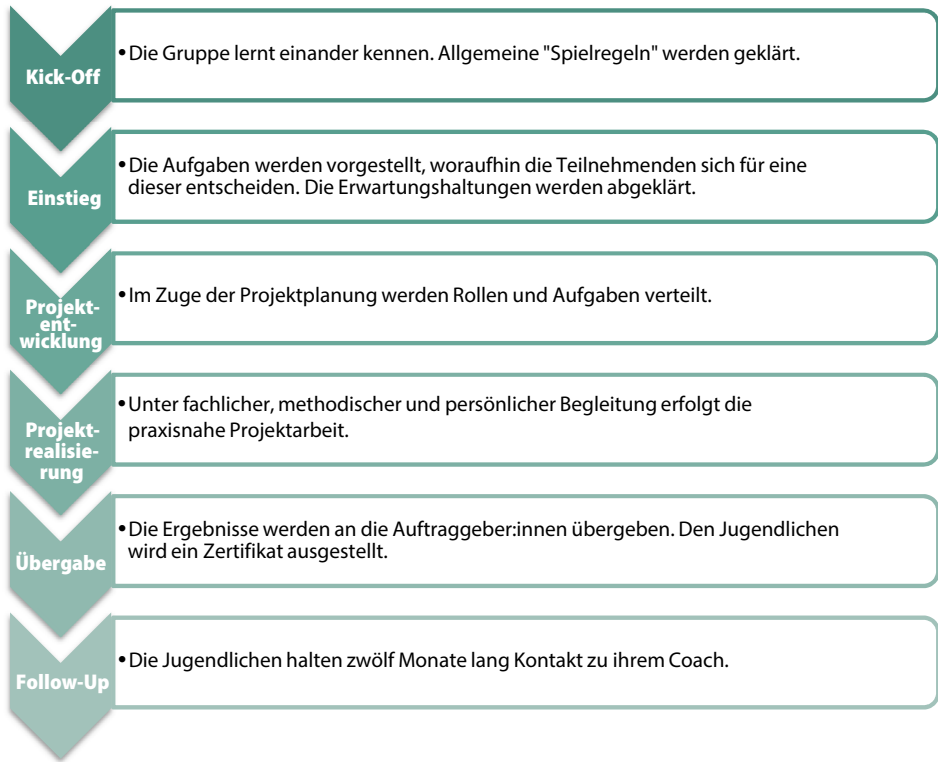 Kick-Off
•Die Gruppe lernt einander kennen. Allgemeine "Spielregeln" werden geklärt.
Einstieg
•Die Aufgaben werden vorgestellt, woraufhin die Teilnehmenden sich für eine
dieser entscheiden. Die Erwartungshaltungen werden abgeklärt.
Projekt-
ent-
wicklung
•Im Zuge der Projektplanung werden Rollen und Aufgaben verteilt.
Projekt-
realisie-
rung
•Unter fachlicher, methodischer und persönlicher Begleitung erfolgt die
praxisnahe Projektarbeit.
Übergabe
•Die Ergebnisse werden an die Auftraggeber:innen übergeben. Den Jugendlichen
wird ein Zertifikat ausgestellt.
Follow-Up
•Die Jugendlichen halten zwölf Monate lang Kontakt zu ihrem Coach.